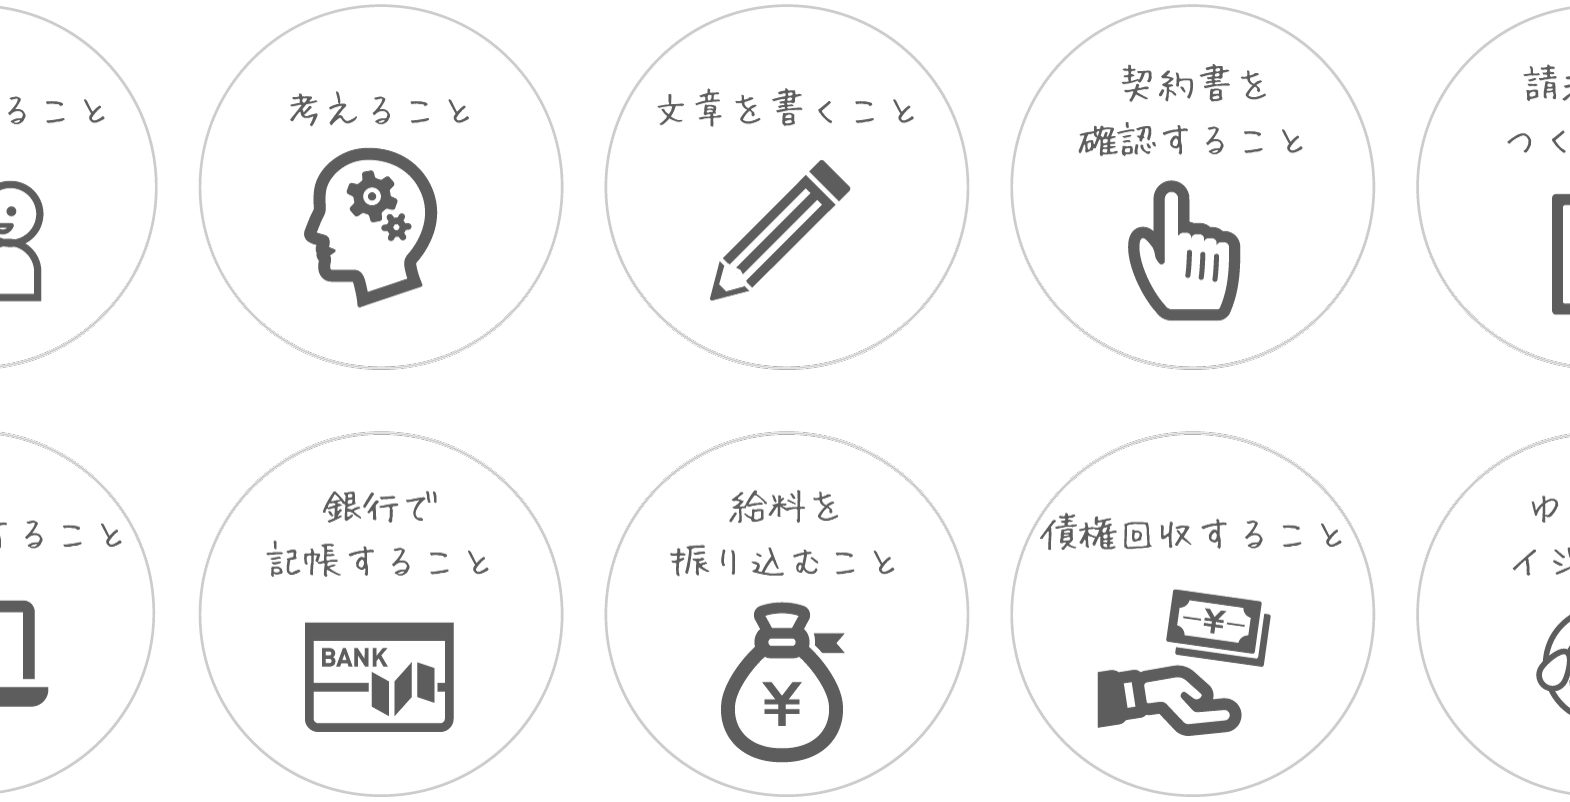 ること
考えること
文章を書くこと
契約書を
確認すること
請
つく
ること
銀行で
記帳すること
BANK
給料を
振り込むこと
¥
債権回収すること
¥
ゆ
イジ